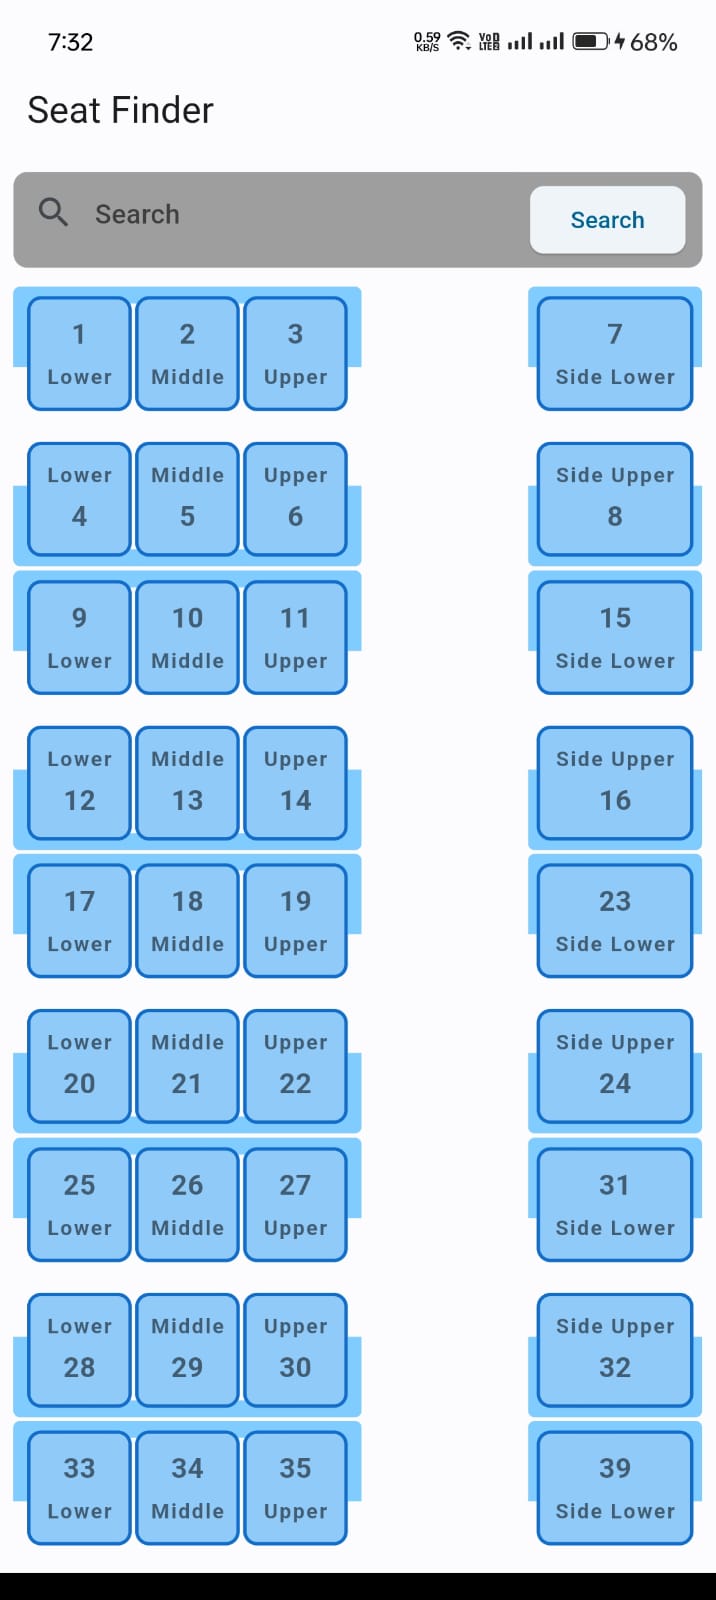 7:32 0.59 KB/S VoD LTE2 68%
Seat Finder
Search Search
1 2 3 7
Lower Middle Upper Side Lower
Lower Middle Upper Side Upper
4 5 6 8
9 10 11 15
Lower Middle Upper Side Lower
Lower Middle Upper Side Upper
12 13 14 16
17 18 19 23
Lower Middle Upper Side Lower
Lower Middle Upper Side Upper
20 21 22 24
25 26 27 31
Lower Middle Upper Side Lower
Lower Middle Upper Side Upper
28 29 30 32
33 34 35 39
Lower Middle Upper Side Lower